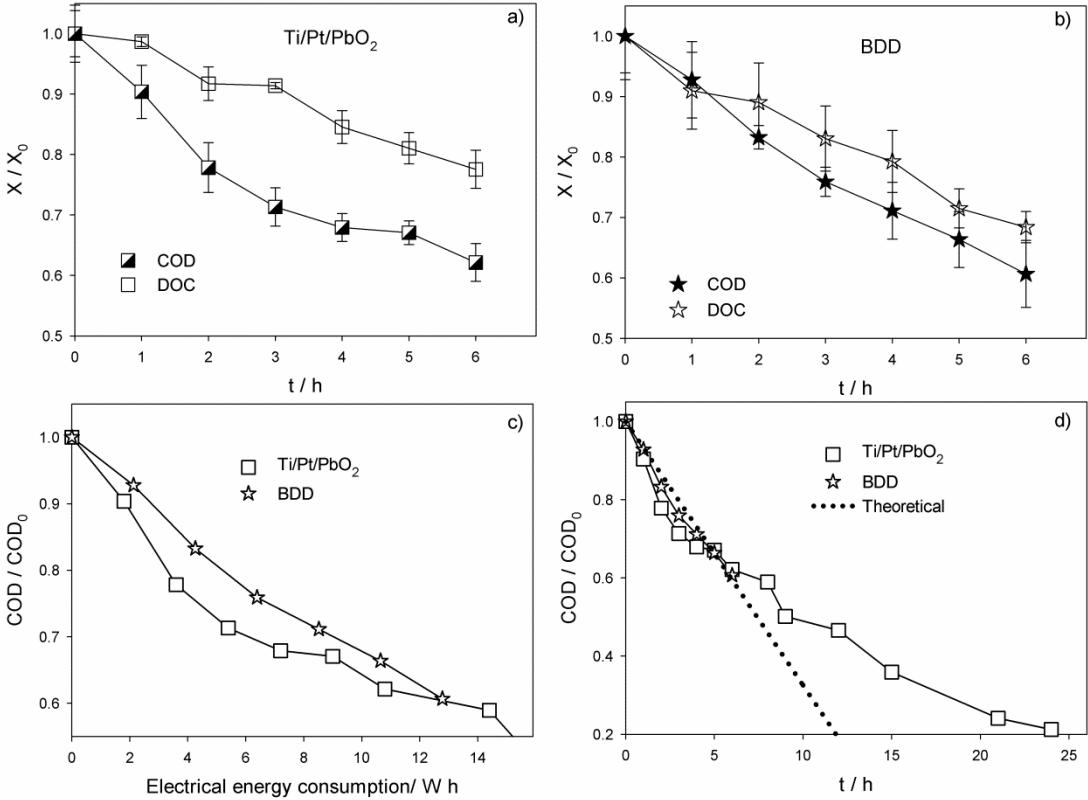 a)
Ti/Pt/PbO₂
X / X₀
1.0
0.9
0.8
0.7
0.6
0.5
COD
DOC
0 1 2 3 4 5 6
t / h
b)
BDD
X / X₀
1.0
0.9
0.8
0.7
0.6
0.5
COD
DOC
0 1 2 3 4 5 6
t / h
c)
COD / COD₀
1.0
0.9
0.8
0.7
0.6
Ti/Pt/PbO₂
BDD
0 2 4 6 8 10 12 14
Electrical energy consumption/ W h
d)
COD / COD₀
1.0
0.8
0.6
0.4
0.2
Ti/Pt/PbO₂
BDD
Theoretical
0 5 10 15 20 25
t / h